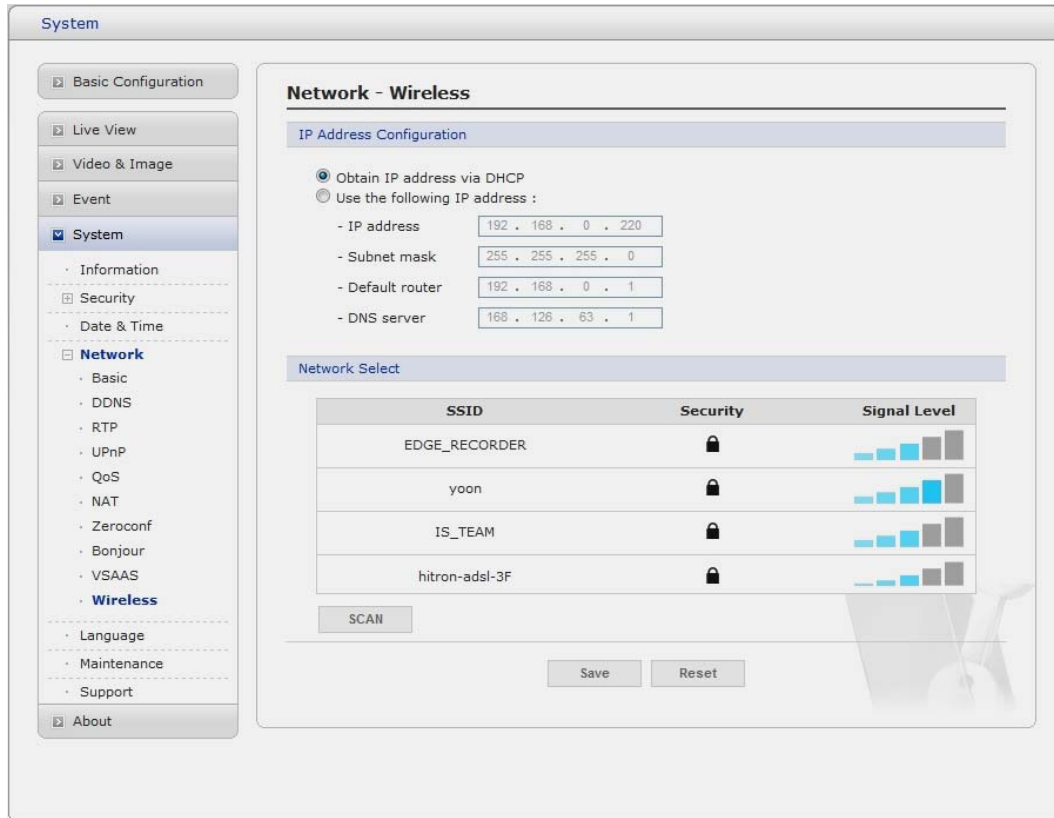 System
Basic Configuration
Live View
Video & Image
Event
System
Information
Security
Date & Time
Network
Basic
DDNS
RTP
UPnP
QoS
NAT
Zeroconf
Bonjour
VSAAS
Wireless
Language
Maintenance
Support
About
Network - Wireless
IP Address Configuration
Obtain IP address via DHCP
Use the following IP address :
- IP address 192 . 168 . 0 . 220
- Subnet mask 255 . 255 . 255 . 0
- Default router 192 . 168 . 0 . 1
- DNS server 168 . 126 . 63 . 1
Network Select
SSID Security Signal Level
EDGE_RECORDER
yoon
IS_TEAM
hitron-adsl-3F
SCAN
Save Reset